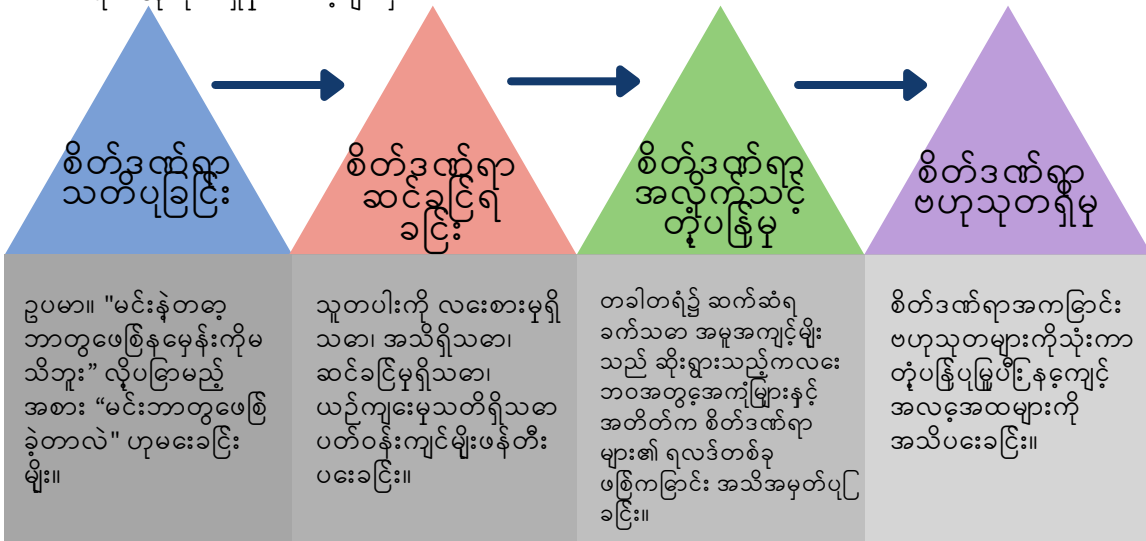 စိတ်ဒဏ်ရာ
သတိပြုခြင်း
စိတ်ဒဏ်ရာ
ဆင်ခြင်ရ
ခြင်း
စိတ်ဒဏ်ရာ
အလိုက်သင့်
တုံ့ပြန်မှု
စိတ်ဒဏ်ရာ
ဗဟုသုတရှိမှု
ဥပမာ။ "မင်းနဲ့တော့
ဘာတွေဖြစ်နေမှန်းကိုမ
သိဘူး” လို့ပြောမည့်
အစား “မင်းဘာတွေဖြစ်
ခဲ့တာလဲ" ဟုမေးခြင်း
မျိုး။
သူတပါးကို လေးစားမှုရှိ
သော၊ အသိရှိသော၊
ဆင်ခြင်မှုရှိသော၊
ယဉ်ကျေးမှုသတိရှိသော
ပတ်ဝန်းကျင်မျိုးဖန်တီး
ပေးခြင်း။
တခါတရံ၌ ဆက်ဆံရ
ခက်သော အမူအကျင့်မျိုး
သည် ဆိုးရွားသည့်ကလေး
ဘဝအတွေ့အကြုံများနှင့်
အတိတ်က စိတ်ဒဏ်ရာ
များ၏ ရလဒ်တစ်ခု
ဖြစ်ကြောင်း အသိအမှတ်ပြု
ခြင်း။
စိတ်ဒဏ်ရာအကြောင်း
ဗဟုသုတများကိုသုံးကာ
တုံ့ပြန်ပြုမှုပြီး နေ့ကျင့်
အလေ့အထများကို
အသိပေးခြင်း။